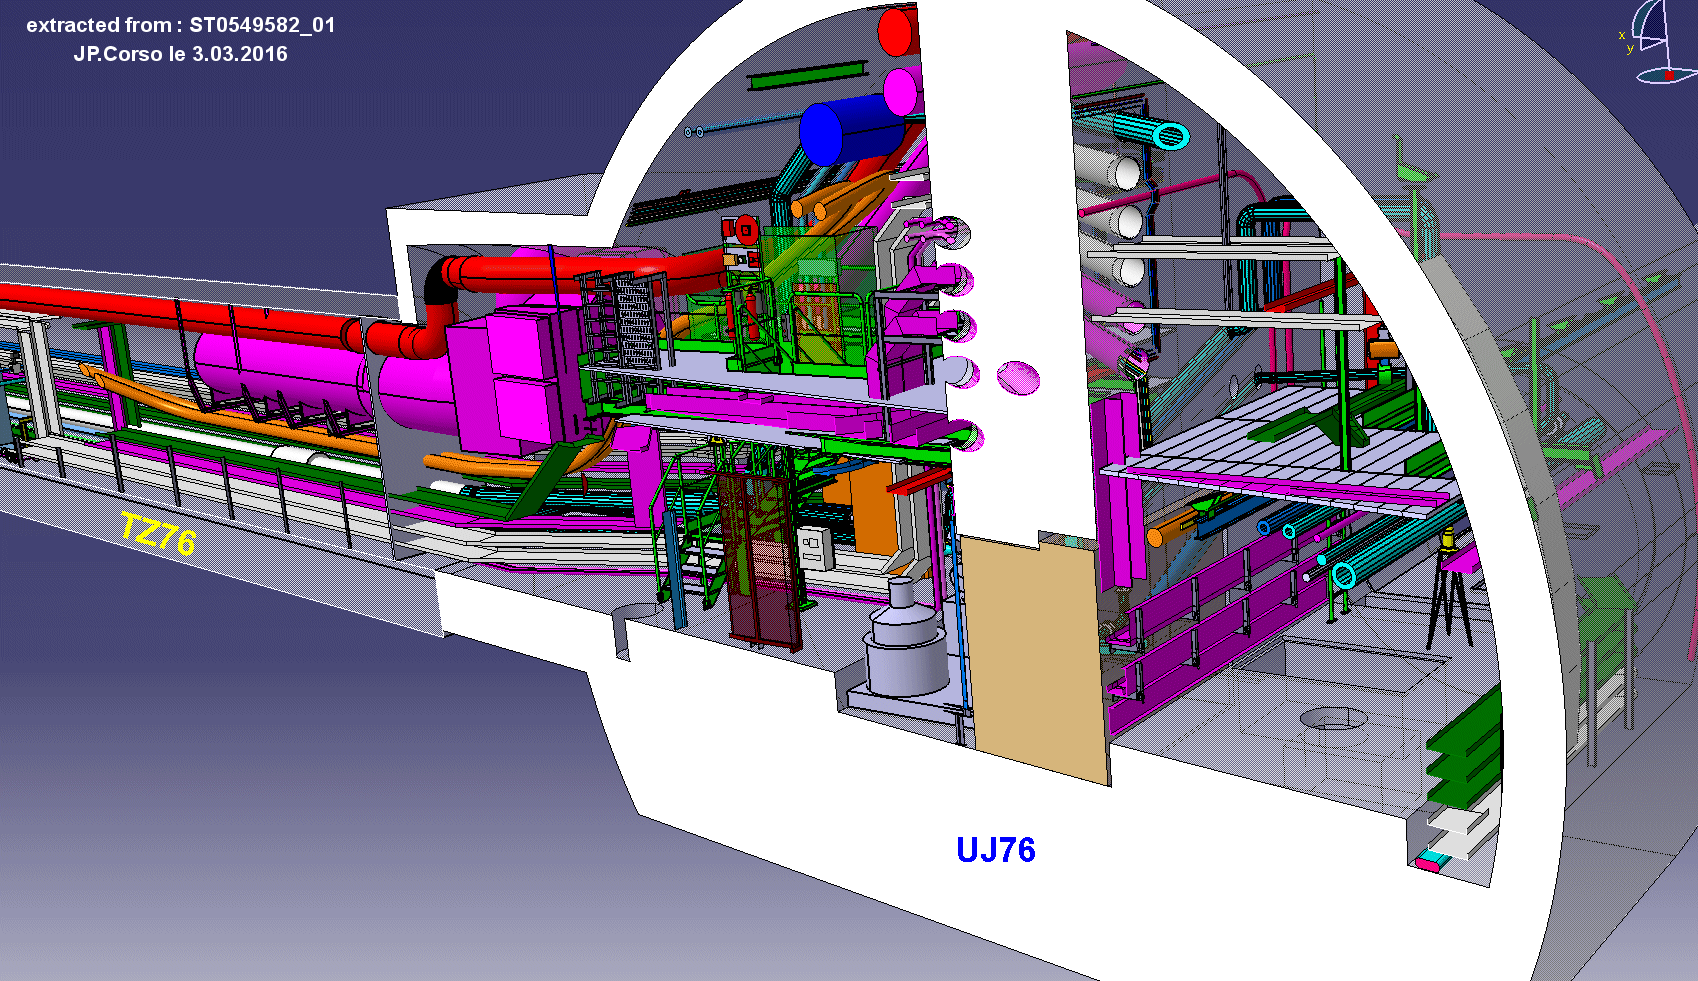 extracted from : ST0549582_01
JP.Corso le 3.03.2016
x
y
TZ76
UJ76